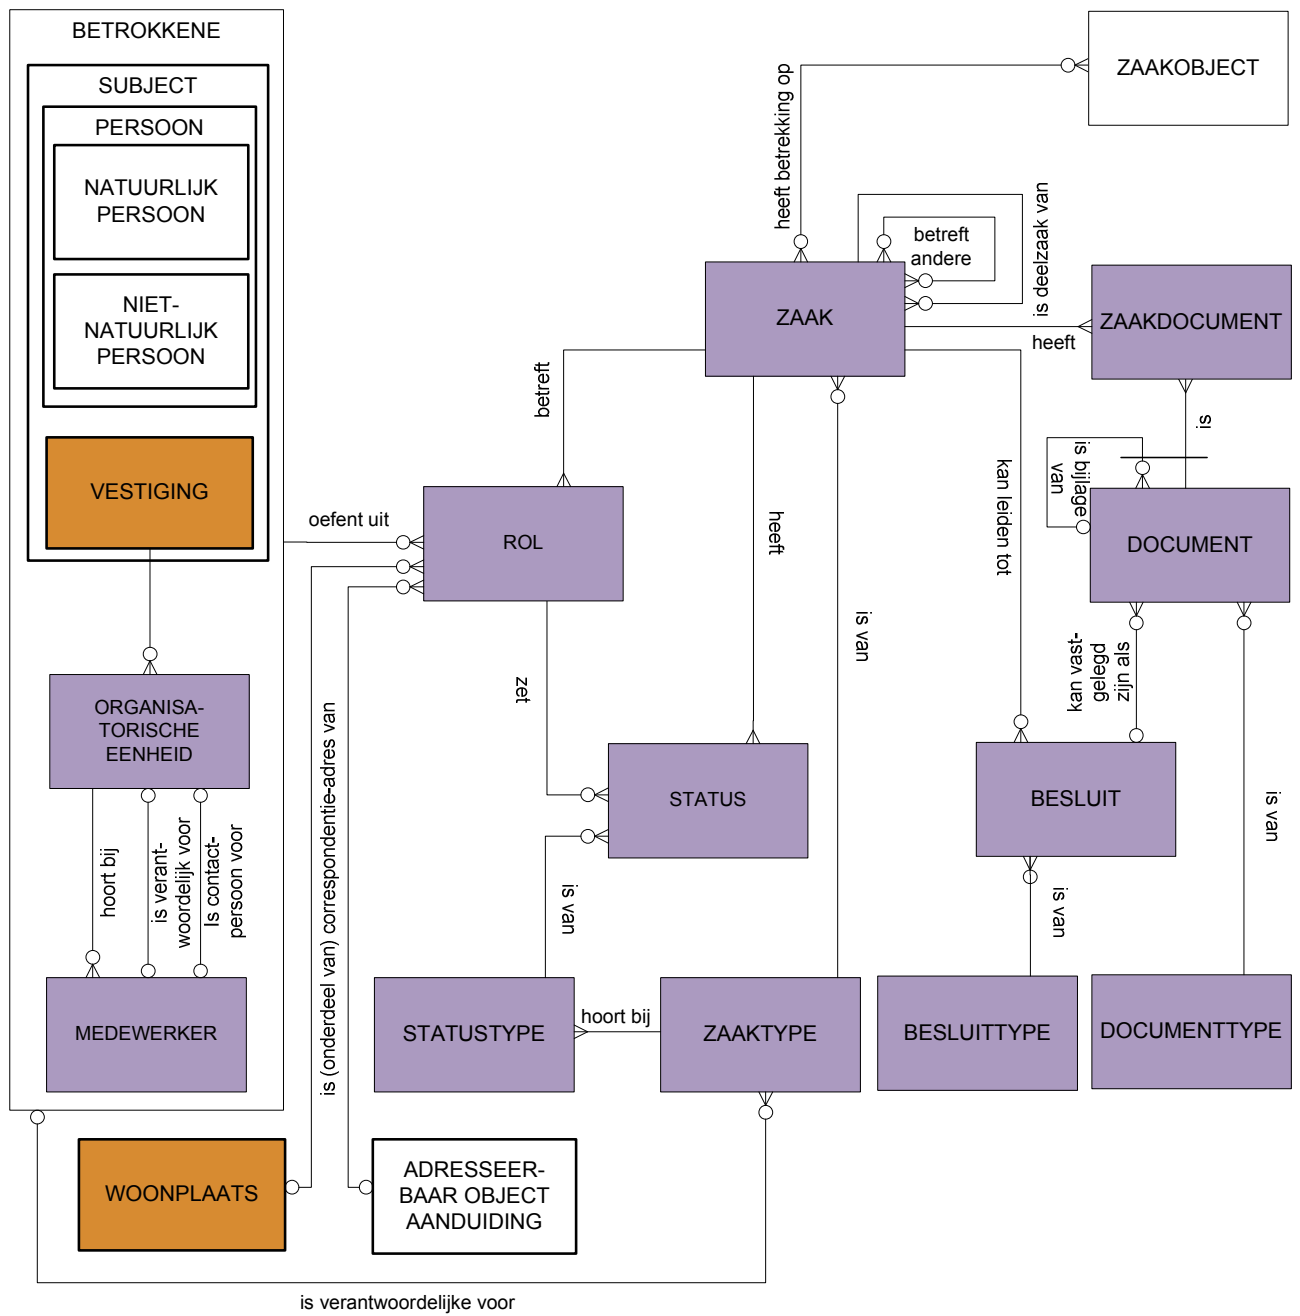 BETROKKENE
SUBJECT
PERSOON
NATUURLIJK
PERSOON
NIET-
NATUURLIJK
PERSOON
VESTIGING
ORGANISA-
TORISCHE
EENHEID
hoort bij
is verant-
woordelijk voor
Is contact-
persoon voor
MEDEWERKER
WOONPLAATS
ADRESSEER-
BAAR OBJECT
AANDUIDING
is verantwoordelijke voor
is (onderdeel van) correspondentie-adres van
oefent uit
ROL
betreft
zet
heeft
STATUS
is van
STATUSTYPE
hoort bij
ZAAKTYPE
is van
ZAAK
heeft betrekking op
ZAAKOBJECT
betreft
andere
is deelzaak van
heeft
ZAAKDOCUMENT
is
is bijlage
van
DOCUMENT
kan leiden tot
kan vast-
gelegd
zijn als
BESLUIT
is van
is van
BESLUITTYPE
DOCUMENTTYPE